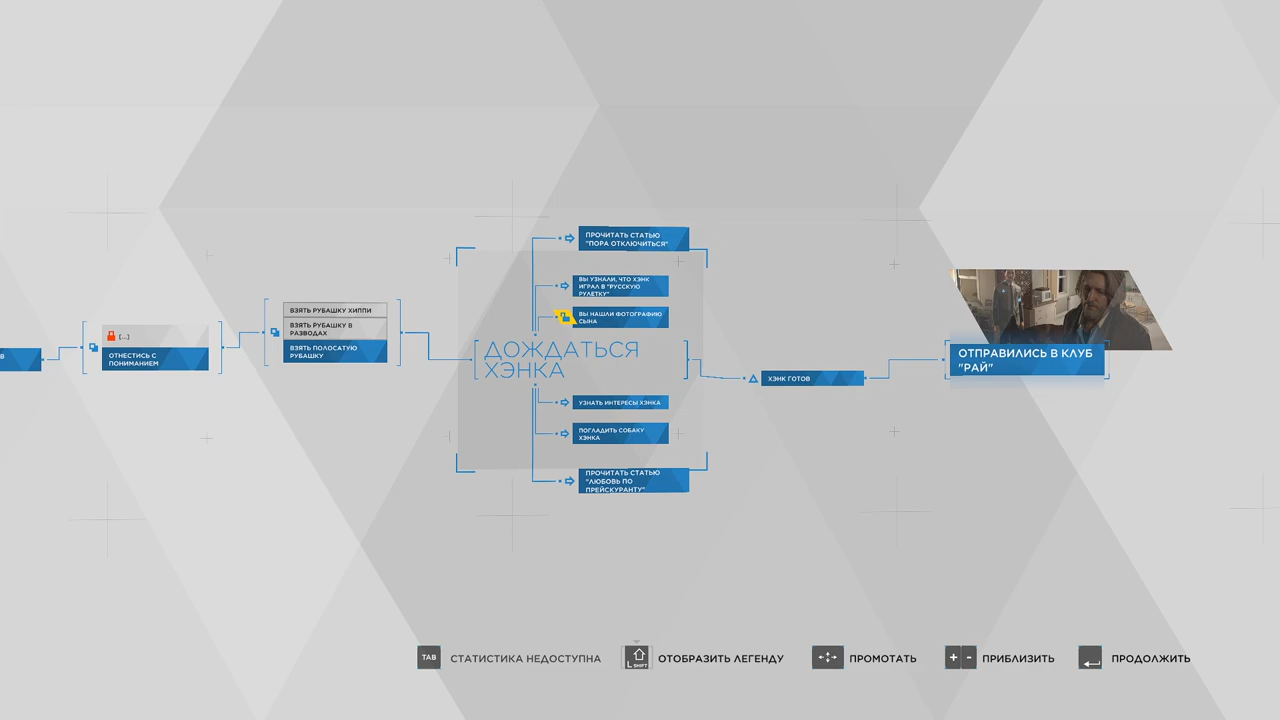 В
[...]
ОТНЕСТИСЬ С
ПОНИМАНИЕМ
ВЗЯТЬ РУБАШКУ ХИППИ
ВЗЯТЬ РУБАШКУ В
РАЗВОДАХ
ВЗЯТЬ ПОЛОСАТУЮ
РУБАШКУ
ПРОЧИТАТЬ СТАТЬЮ
"ПОРА ОТКЛЮЧИТЬСЯ"
ВЫ УЗНАЛИ, ЧТО ХЭНК
ИГРАЛ В "РУССКУЮ
РУЛЕТКУ"
ВЫ НАШЛИ ФОТОГРАФИЮ
СЫНА
ДОЖДАТЬСЯ
ХЭНКА
УЗНАТЬ ИНТЕРЕСЫ ХЭНКА
ПОГЛАДИТЬ СОБАКУ
ХЭНКА
ПРОЧИТАТЬ СТАТЬЮ
"ЛЮБОВЬ ПО
ПРЕЙСКУРАНТУ"
ХЭНК ГОТОВ
ОТПРАВИЛИСЬ В КЛУБ
"РАЙ"
TAB СТАТИСТИКА НЕДОСТУПНА L SHIFT ОТОБРАЗИТЬ ЛЕГЕНДУ ПРОМОТАТЬ + - ПРИБЛИЗИТЬ ПРОДОЛЖИТЬ